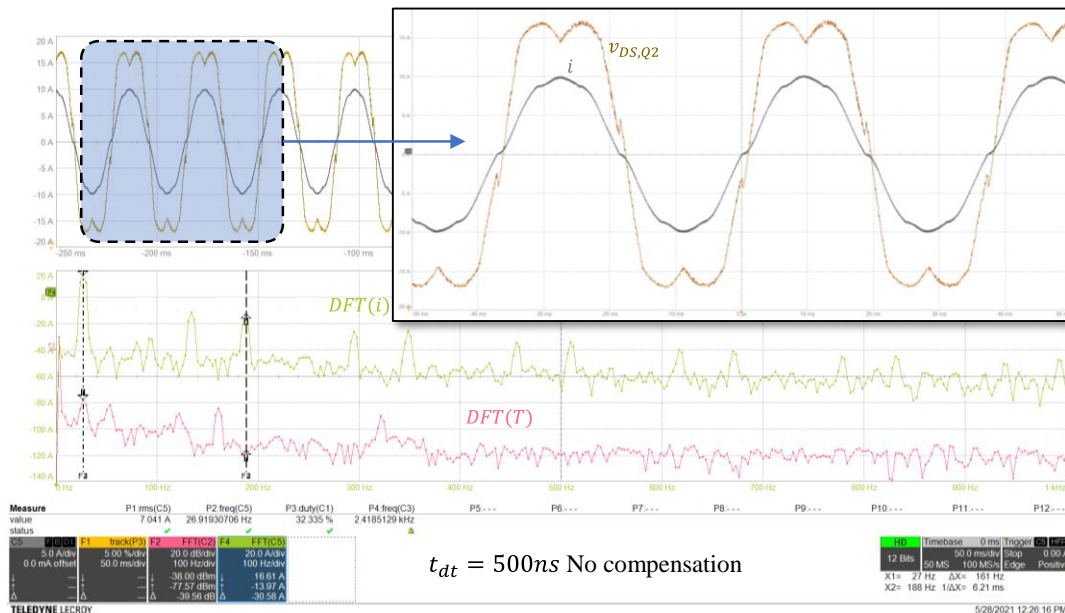 20 A
15 A
10 A
5 A
0 A
-5 A
-10 A
-15 A
-20 A
-250 ms
-200 ms
-150 ms
-100 ms
v_DS,Q2
i
20 A
0 A
-40 A
-60 A
-80 A
-100 A
-120 A
-140 A
DFT(i)
DFT(T)
0 Hz
100 Hz
200 Hz
300 Hz
400 Hz
500 Hz
600 Hz
700 Hz
800 Hz
900 Hz
1 kHz
Measure P1:rms(C5) P2:freq(C5) P3:duty(C1) P4:freq(C3) P5:- - - P6:- - - P7:- - - P8:- - - P9:- - - P10:- - - P11:- - - P12:- - -
value 7.041 A 26.91930706 Hz 32.335 % 2.4185129 kHz
status
C5
5.0 A/div
0.0 mA offset
F1 track(P3)
5.00 %/div
50.0 ms/div
F2 FFT(C2)
20.0 dB/div
100 Hz/div
-38.00 dBm
-77.57 dBm
-39.56 dB
F4 FFT(C5)
20.0 A/div
100 Hz/div
16.61 A
-13.97 A
-30.58 A
t_dt = 500ns No compensation
HD
12 Bits
Timebase 0 ms
50.0 ms/div
50 MS 100 MS/s
Trigger C5
Stop 0.00 A
Edge Positive
X1= 27 Hz ΔX= 161 Hz
X2= 188 Hz 1/ΔX= 6.21 ms
TELEDYNE LECROY
5/28/2021 12:26:16 PM